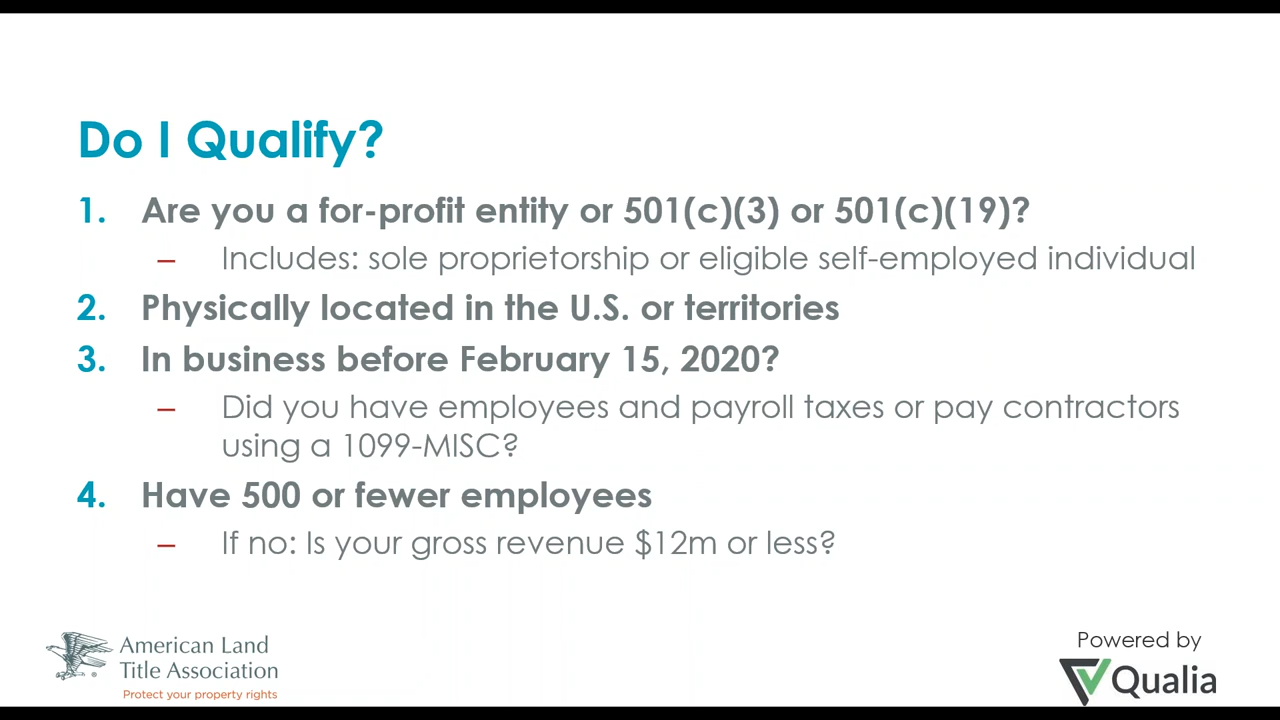 Do I Qualify?
1. Are you a for-profit entity or 501(c)(3) or 501(c)(19)?
– Includes: sole proprietorship or eligible self-employed individual
2. Physically located in the U.S. or territories
3. In business before February 15, 2020?
– Did you have employees and payroll taxes or pay contractors
using a 1099-MISC?
4. Have 500 or fewer employees
– If no: Is your gross revenue $12m or less?
American Land
Title Association
Protect your property rights
Powered by
Qualia